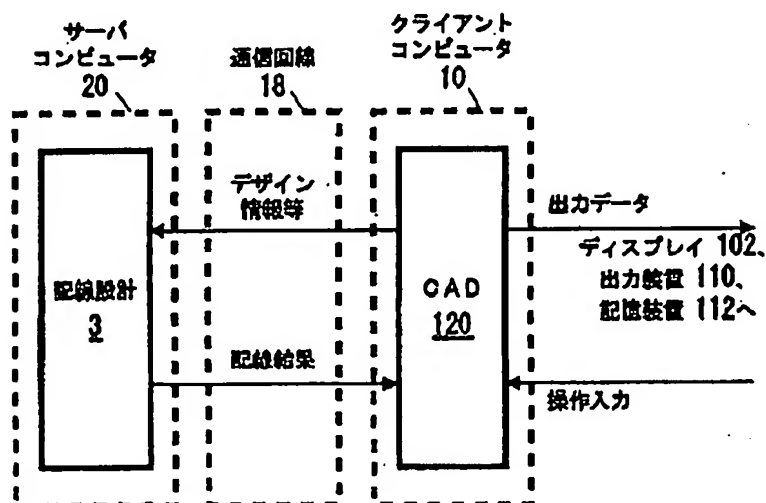 サーバ
コンピュータ
20
通信回線
18
クライアント
コンピュータ
10
デザイン
情報等
配線設計
3
配線結果
CAD
120
出力データ
ディスプレイ 102、
出力装置 110、
記憶装置 112へ
操作入力